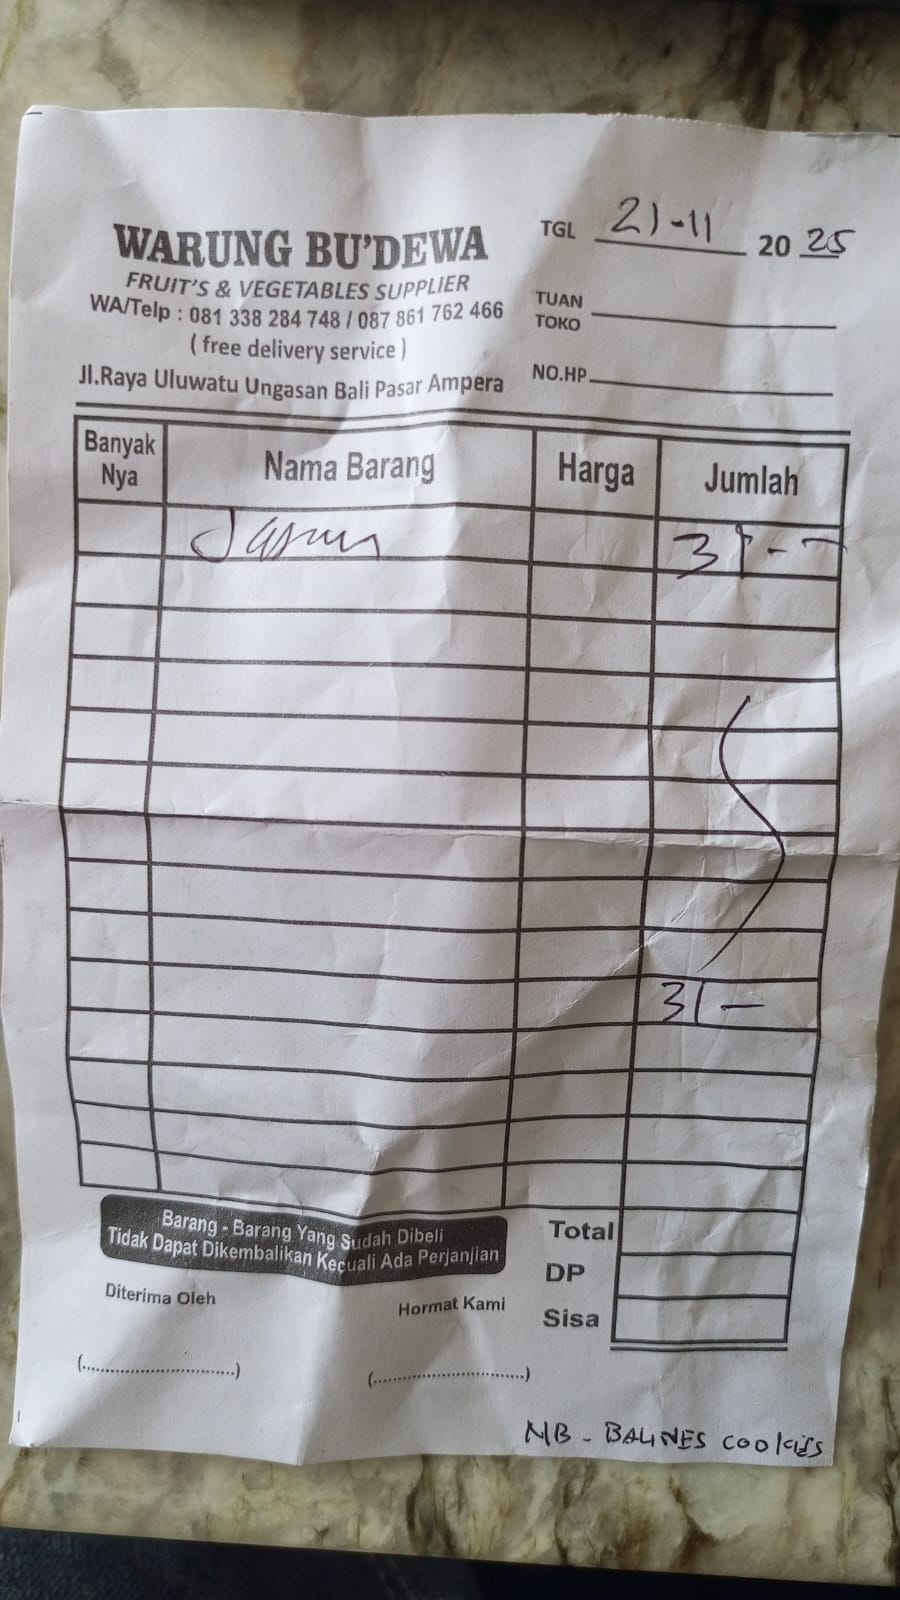 WARUNG BU'DEWA
FRUIT'S & VEGETABLES SUPPLIER
WA/Telp : 081 338 284 748 / 087 861 762 466
( free delivery service )
Jl.Raya Uluwatu Ungasan Bali Pasar Ampera
TGL 21-11 20 25
TUAN
TOKO
NO.HP
Banyak Nya Nama Barang Harga Jumlah
31 -
Barang - Barang Yang Sudah Dibeli
Tidak Dapat Dikembalikan Kecuali Ada Perjanjian
Total
DP
Sisa
Diterima Oleh Hormat Kami
(..............................) (..............................)
NB - BALINES COOKIES